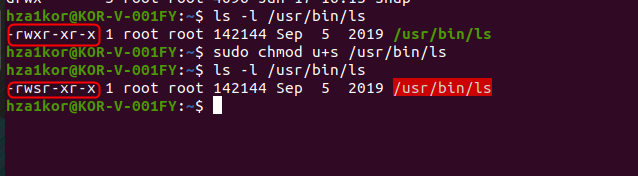 hza1kor@KOR-V-001FY:~$ ls -l /usr/bin/ls
-rwxr-xr-x 1 root root 142144 Sep  5  2019 /usr/bin/ls
hza1kor@KOR-V-001FY:~$ sudo chmod u+s /usr/bin/ls
hza1kor@KOR-V-001FY:~$ ls -l /usr/bin/ls
-rwsr-xr-x 1 root root 142144 Sep  5  2019 /usr/bin/ls
hza1kor@KOR-V-001FY:~$